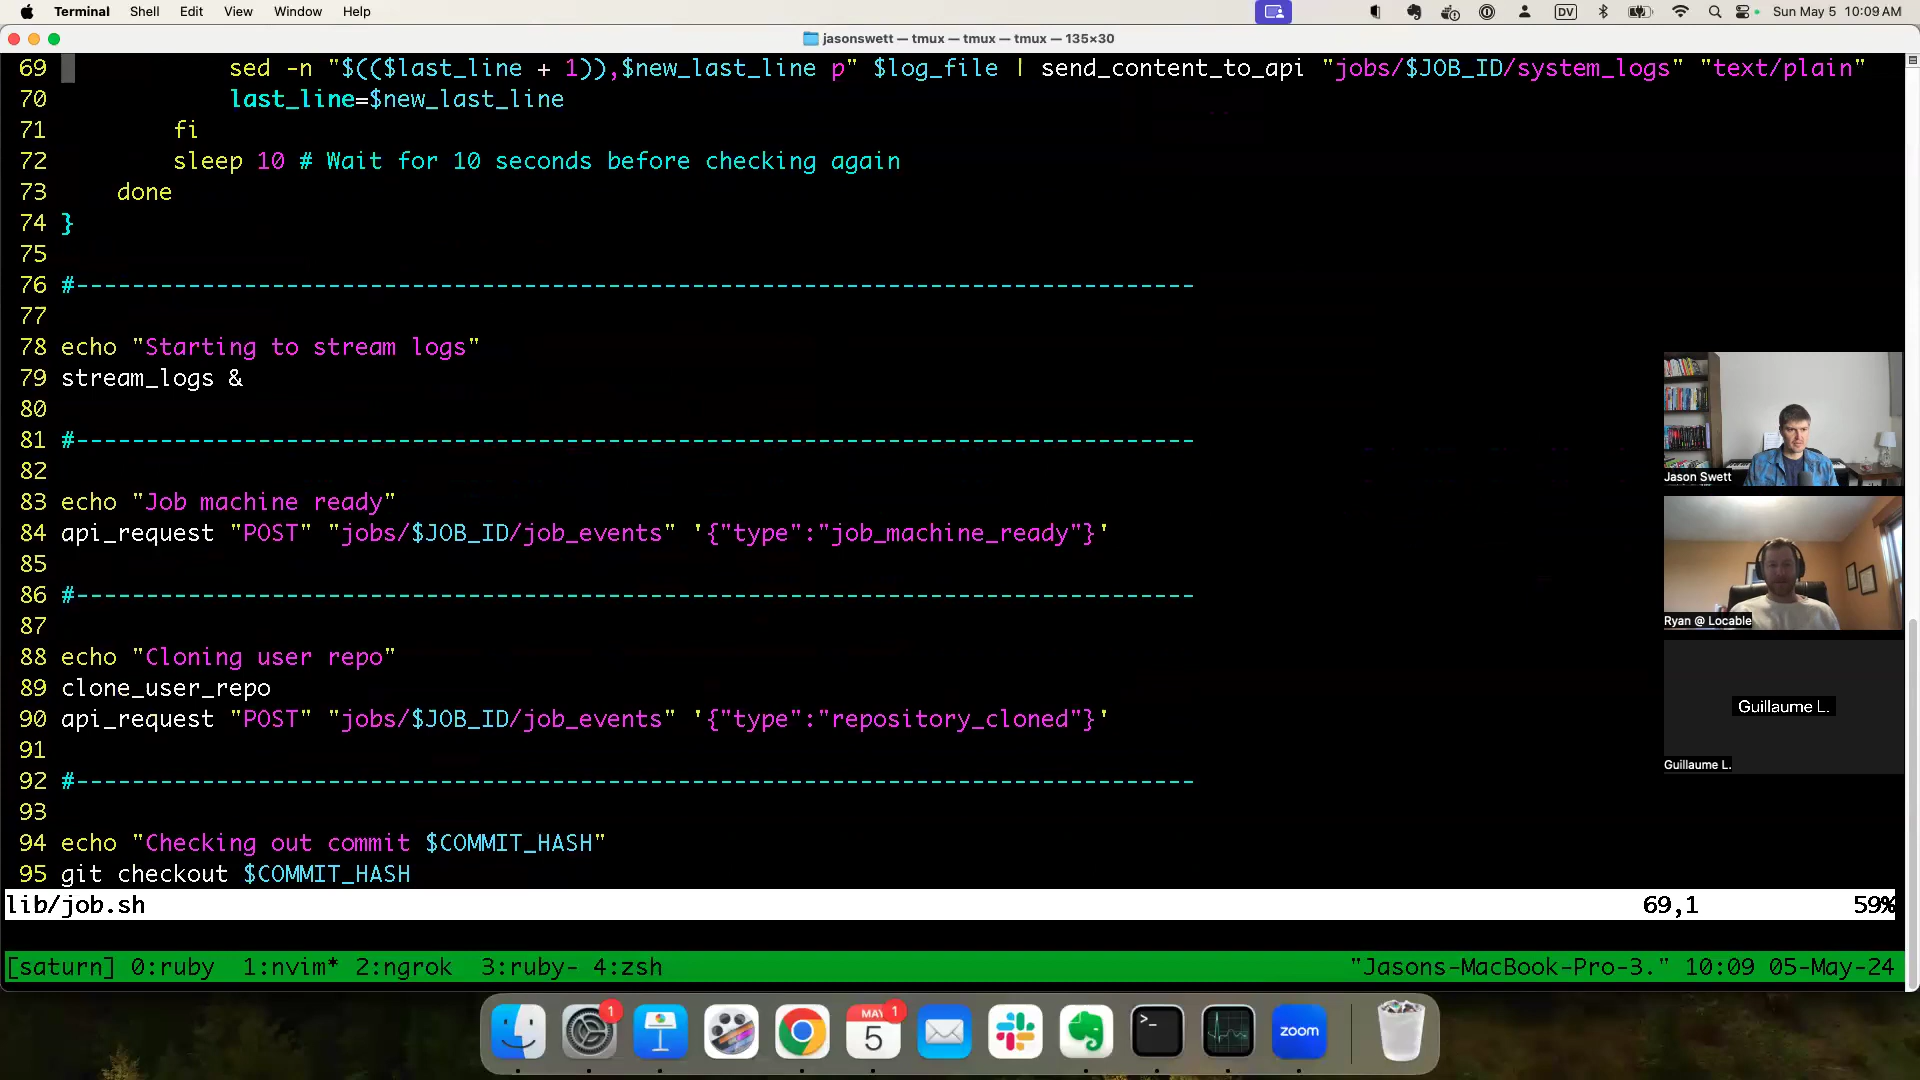 Terminal Shell Edit View Window Help DV Sun May 5 10:09 AM
jasonswett — tmux — tmux — tmux — 135×30
69 sed -n "$(($last_line + 1)),$new_last_line p" $log_file | send_content_to_api "jobs/$JOB_ID/system_logs" "text/plain"
70 last_line=$new_last_line
71 fi
72 sleep 10 # Wait for 10 seconds before checking again
73 done
74 }
75
76 #--------------------------------------------------------------------------------
77
78 echo "Starting to stream logs"
79 stream_logs &
80
81 #--------------------------------------------------------------------------------
82
83 echo "Job machine ready"
84 api_request "POST" "jobs/$JOB_ID/job_events" '{"type":"job_machine_ready"}'
85
86 #--------------------------------------------------------------------------------
87
88 echo "Cloning user repo"
89 clone_user_repo
90 api_request "POST" "jobs/$JOB_ID/job_events" '{"type":"repository_cloned"}'
91
92 #--------------------------------------------------------------------------------
93
94 echo "Checking out commit $COMMIT_HASH"
95 git checkout $COMMIT_HASH
lib/job.sh 69,1 59%
[saturn] 0:ruby 1:nvim* 2:ngrok 3:ruby- 4:zsh "Jasons-MacBook-Pro-3." 10:09 05-May-24
Jason Swett
Ryan @ Locable
Guillaume L.
Guillaume L.
1
MAY 1
5
>_
zoom